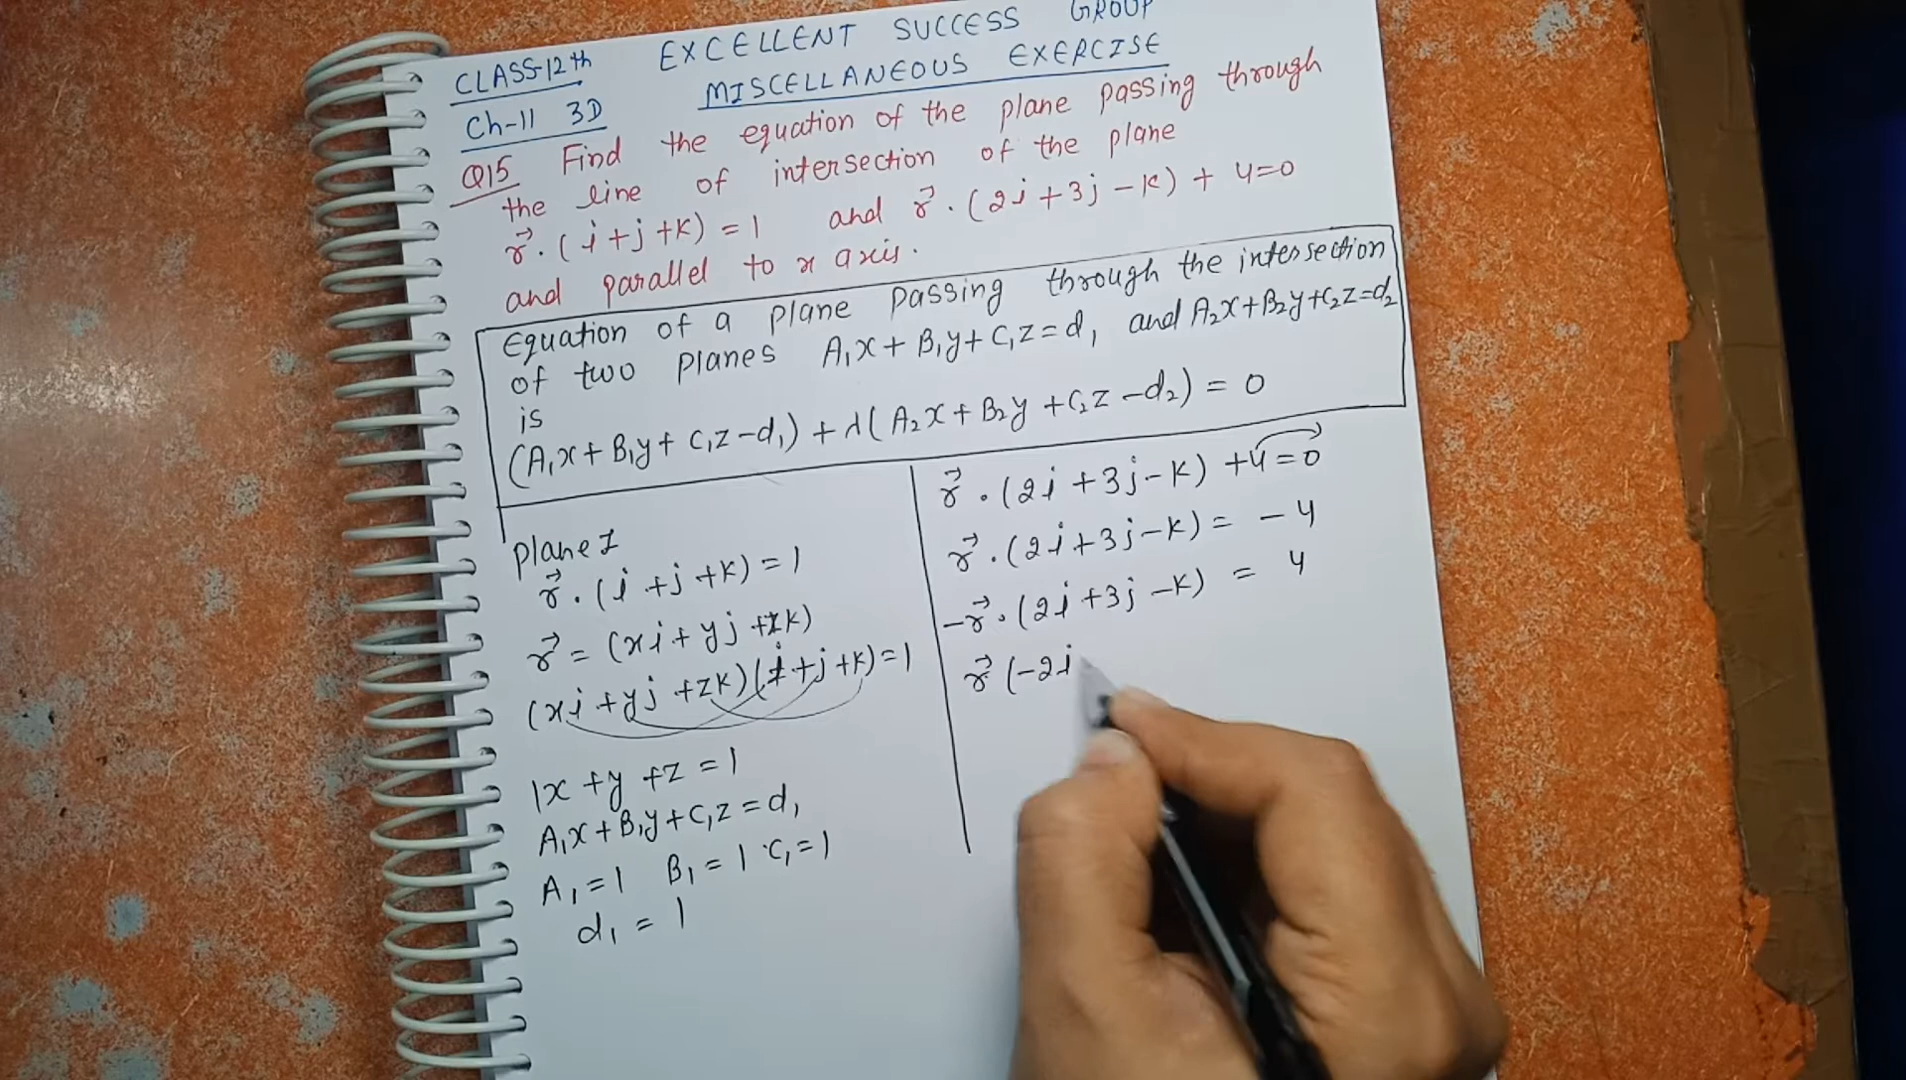 CLASS-12th EXCELLENT SUCCESS GROUP
Ch-11 3D MISCELLANEOUS EXERCISE
Q15 Find the equation of the plane passing through
the line of intersection of the plane
r⃗.(i+j+k)=1 and r⃗.(2i+3j-k)+4=0
and parallel to x axis.
Equation of a plane passing through the intersection
of two planes A₁x+B₁y+C₁z=d₁ and A₂x+B₂y+C₂z=d₂
is
(A₁x+B₁y+C₁z-d₁)+λ(A₂x+B₂y+C₂z-d₂)=0
plane I
r⃗.(i+j+k)=1
r⃗=(xi+yj+zk)
(xi+yj+zk)(i+j+k)=1
1x+y+z=1
A₁x+B₁y+C₁z=d₁
A₁=1 B₁=1 C₁=1
d₁=1
r⃗.(2i+3j-k)+4=0
r⃗.(2i+3j-k)=-4
-r⃗.(2i+3j-k)=4
r⃗(-2i